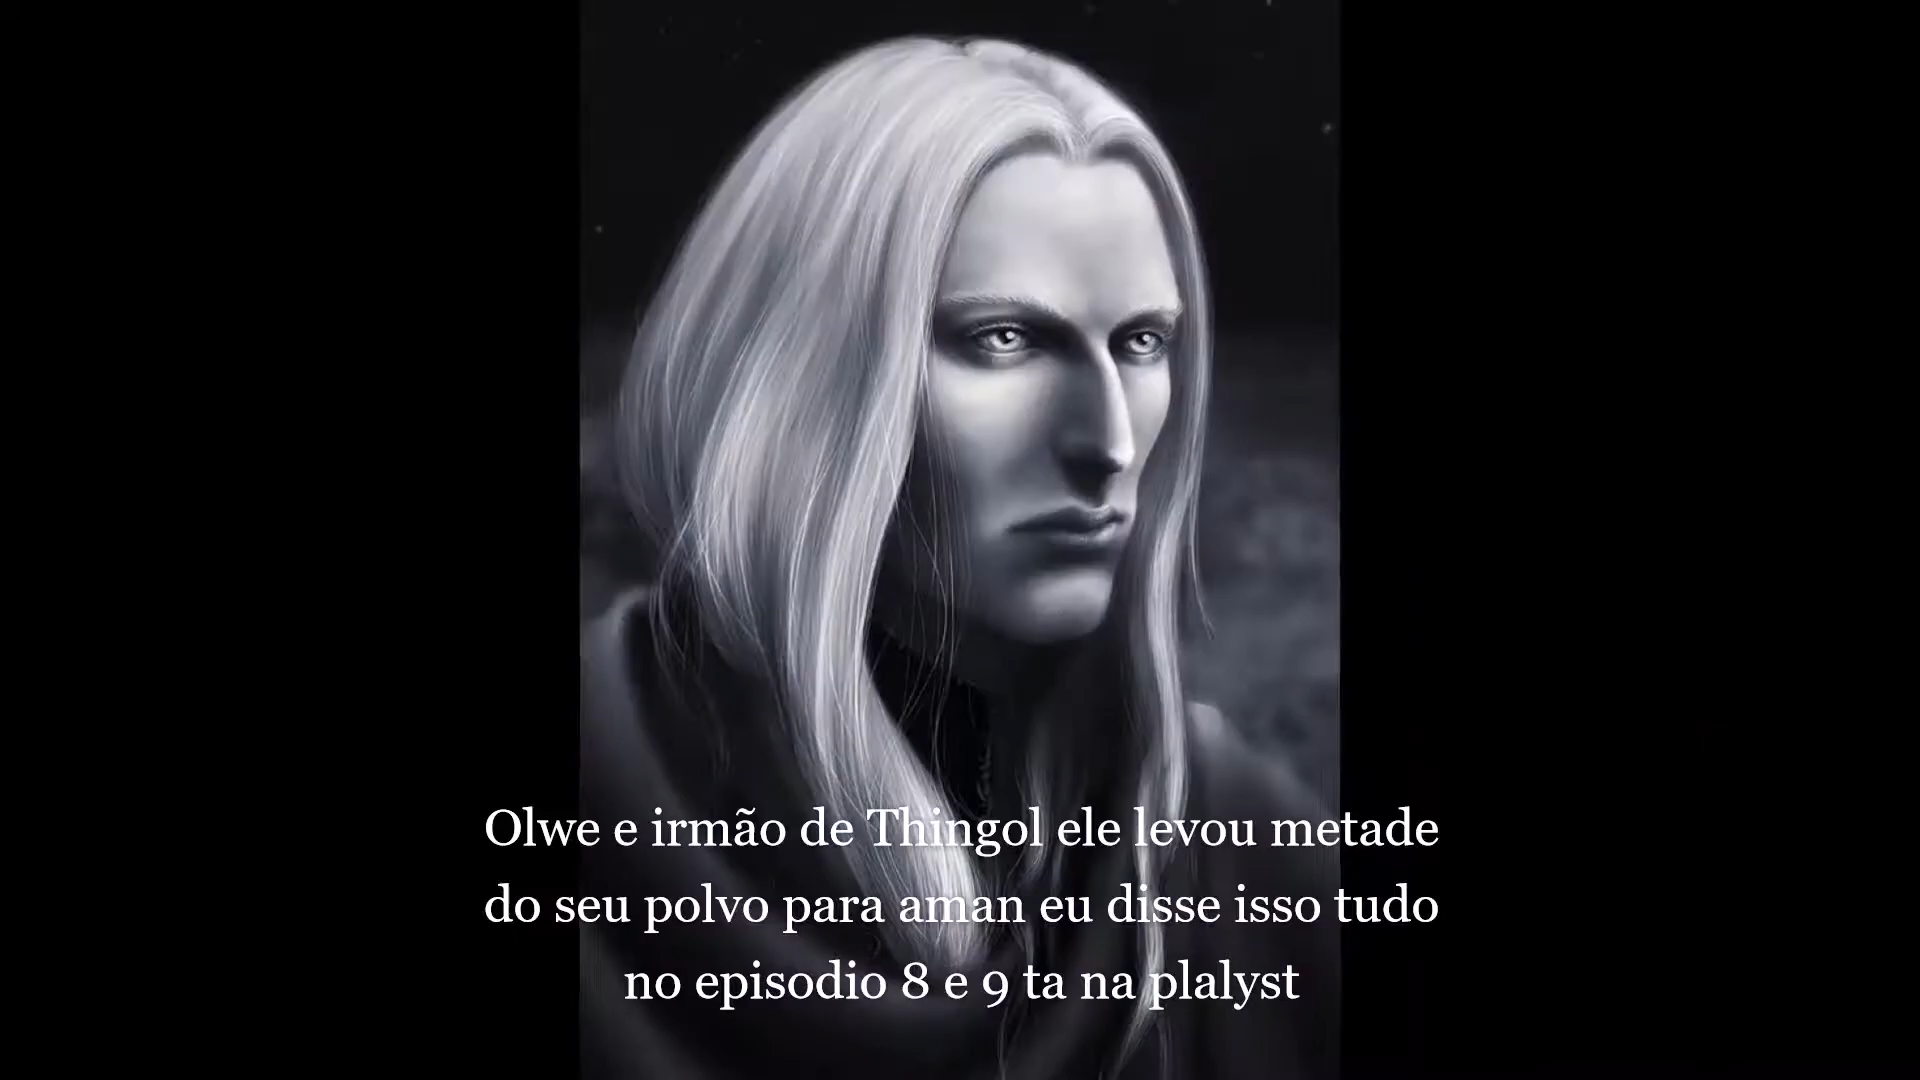 Olwe e irmão de Thingol ele levou metade
do seu polvo para aman eu disse isso tudo
no episodio 8 e 9 ta na plalyst